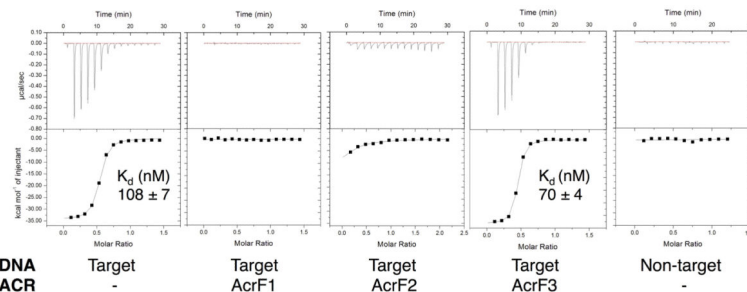 Time (min) Time (min) Time (min) Time (min) Time (min)
0 10 20 30 0 10 20 30 0 10 20 30 0 10 20 30 0 10 20
0.10
0.00
-0.10
-0.20
-0.30
-0.40
-0.50
-0.60
-0.70
-0.80
µcal/sec
0.00
-5.00
-10.00
-15.00
-20.00
-25.00
-30.00
-35.00
kcal mol⁻ of injectant
Kd (nM)
108 ± 7
Kd (nM)
70 ± 4
0.0 0.5 1.0 1.5 0.0 0.5 1.0 1.5 0.0 0.5 1.0 1.5 2.0 2.5 0.0 0.5 1.0 1.5 0.0 0.5 1.0
Molar Ratio Molar Ratio Molar Ratio Molar Ratio Molar Ratio
DNA Target Target Target Target Non-target
ACR - AcrF1 AcrF2 AcrF3 -